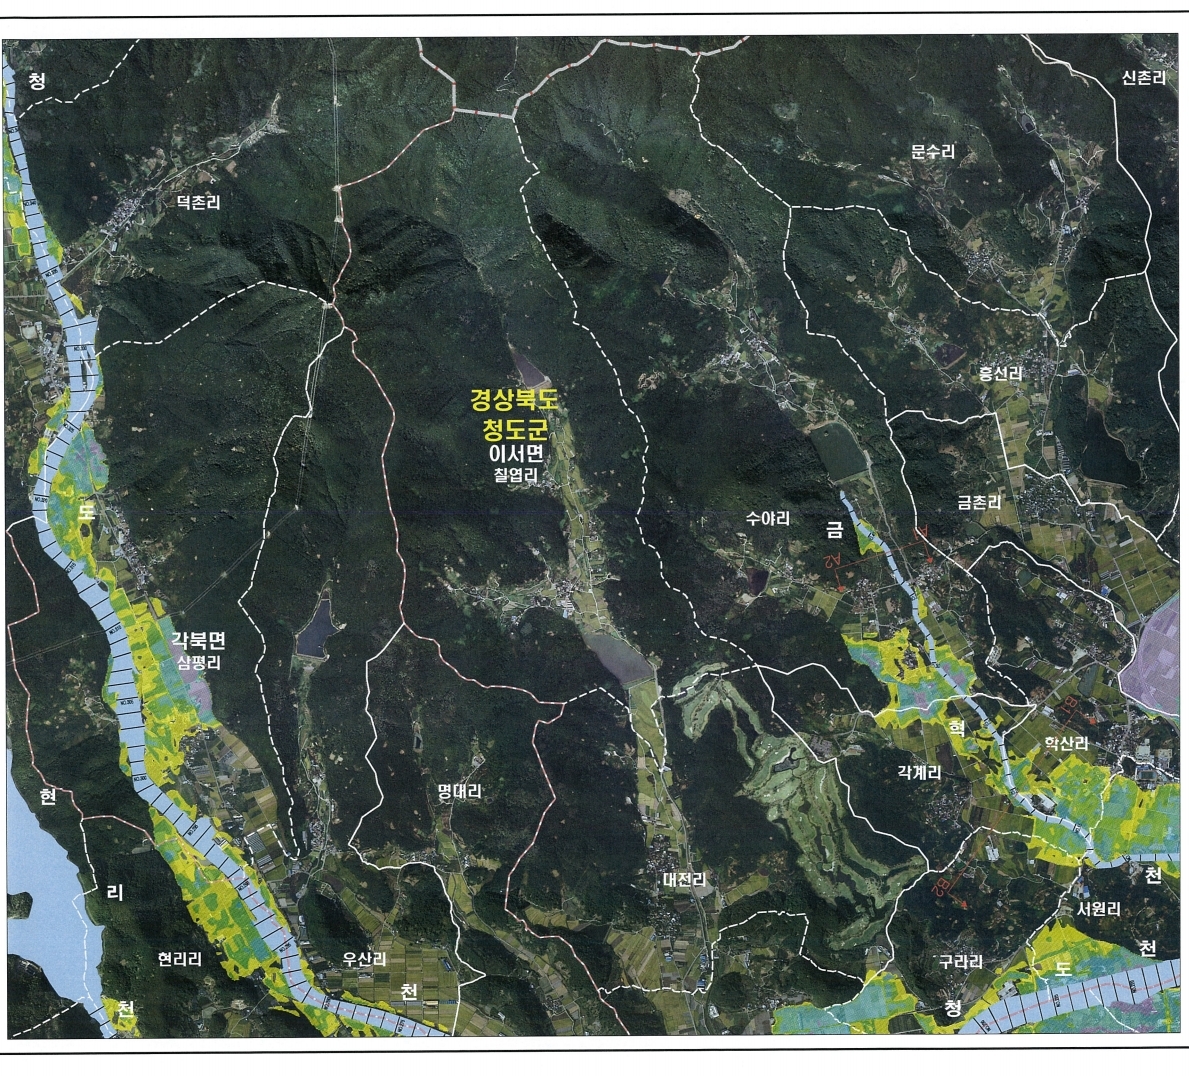 청
신촌리
문수리
덕촌리
흥선리
경상북도
청도군
이서면
칠엽리
금촌리
수야리
금
도
A2
각북면
삼평리
B1
혁
학산리
각계리
명대리
현
대전리
천
B2
리
서원리
천
현리리
우산리
구라리
도
천
청
천